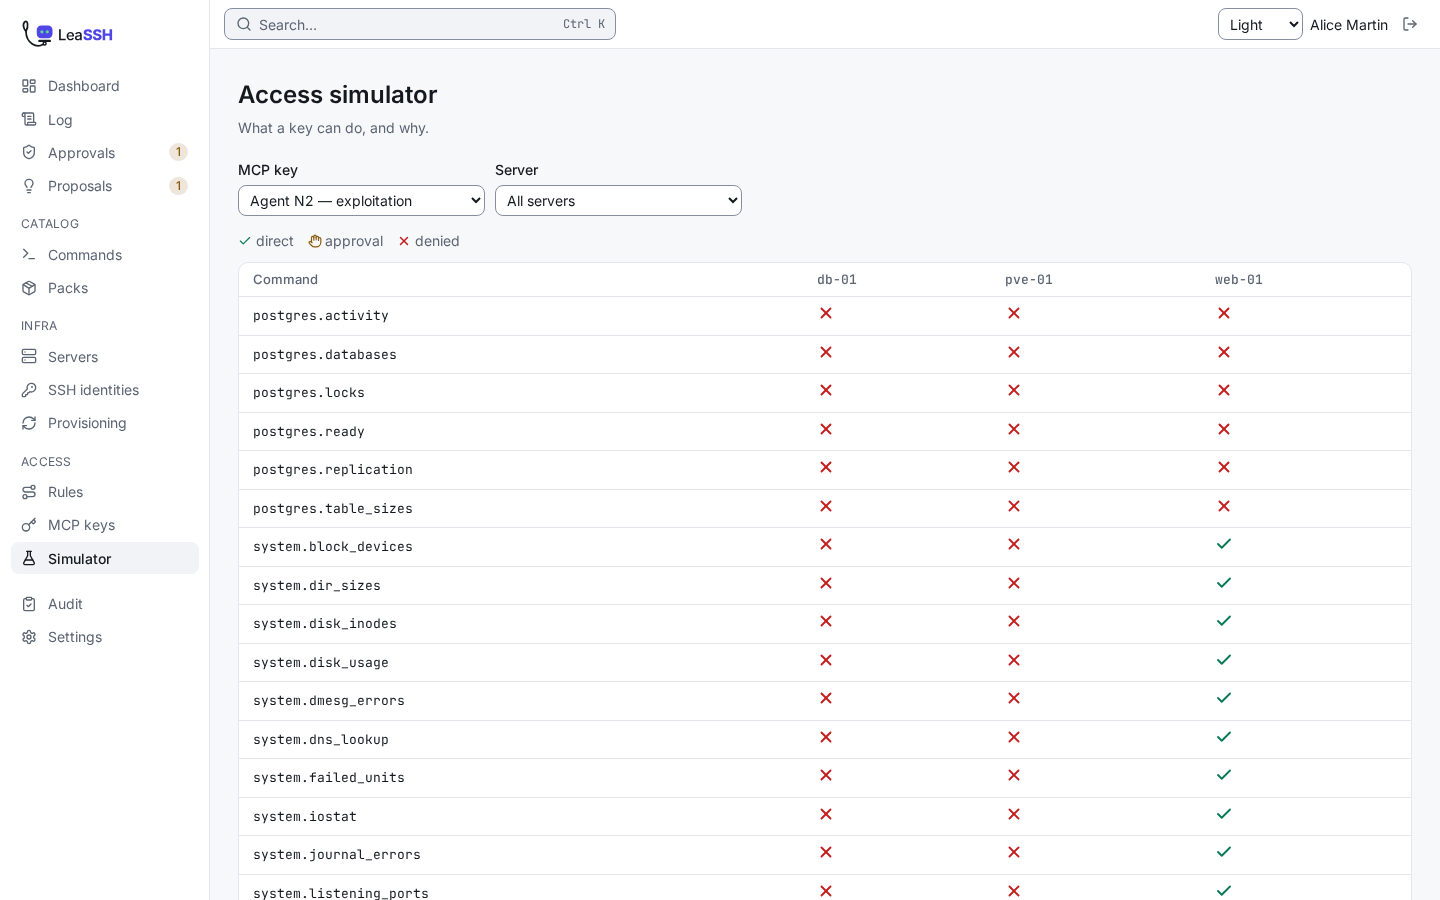 LeaSSH
Search...
Ctrl K
Light
Alice Martin
Dashboard
Log
Approvals 1
Proposals 1
CATALOG
Commands
Packs
INFRA
Servers
SSH identities
Provisioning
ACCESS
Rules
MCP keys
Simulator
Audit
Settings
Access simulator
What a key can do, and why.
MCP key
Server
Agent N2 — exploitation
All servers
direct approval denied
Command db-01 pve-01 web-01
postgres.activity
postgres.databases
postgres.locks
postgres.ready
postgres.replication
postgres.table_sizes
system.block_devices
system.dir_sizes
system.disk_inodes
system.disk_usage
system.dmesg_errors
system.dns_lookup
system.failed_units
system.iostat
system.journal_errors
system.listening_ports